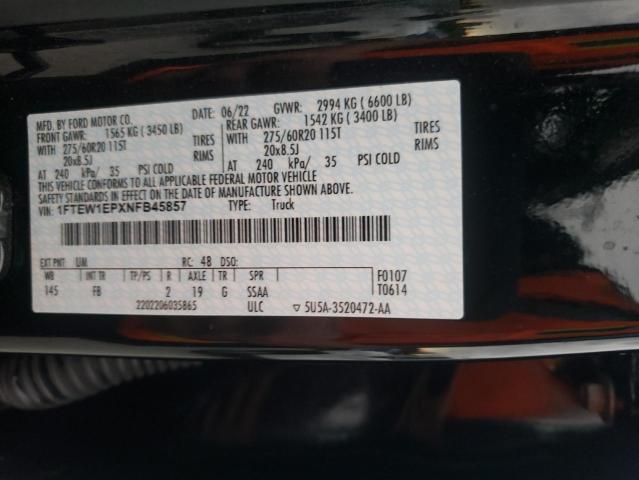 MFD. BY FORD MOTOR CO. DATE: 06/22 GVWR: 2994 KG ( 6600 LB)
FRONT GAWR: 1565 KG ( 3450 LB) REAR GAWR: 1542 KG ( 3400 LB)
WITH 275/60R20 115T TIRES WITH 275/60R20 115T TIRES
20x8.5J RIMS 20x8.5J RIMS
AT 240 kPa/ 35 PSI COLD AT 240 kPa/ 35 PSI COLD
THIS VEHICLE CONFORMS TO ALL APPLICABLE FEDERAL MOTOR VEHICLE
SAFETY STANDARDS IN EFFECT ON THE DATE OF MANUFACTURE SHOWN ABOVE.
VIN: 1FTEW1EPXNFB45857 TYPE: Truck
EXT PNT: UM RC: 48 DSO:
WB INT TR TP/PS R AXLE TR SPR F0107
145 FB 2 19 G SSAA T0614
2202206035865 ULC ▽ 5U5A-3520472-AA